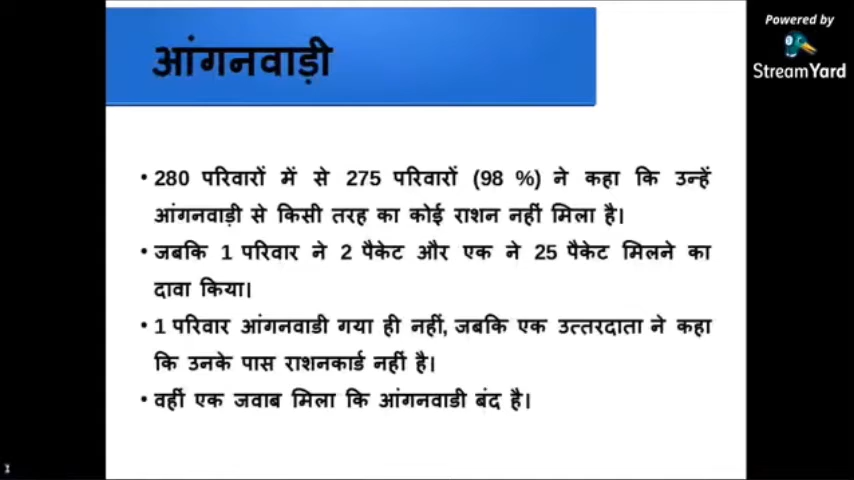 Powered by
StreamYard
आंगनवाड़ी
• 280 परिवारों में से 275 परिवारों (98 %) ने कहा कि उन्हें
आंगनवाड़ी से किसी तरह का कोई राशन नहीं मिला है।
• जबकि 1 परिवार ने 2 पैकेट और एक ने 25 पैकेट मिलने का
दावा किया।
• 1 परिवार आंगनवाडी गया ही नहीं, जबकि एक उत्तरदाता ने कहा
कि उनके पास राशनकार्ड नहीं है।
• वहीं एक जवाब मिला कि आंगनवाडी बंद है।